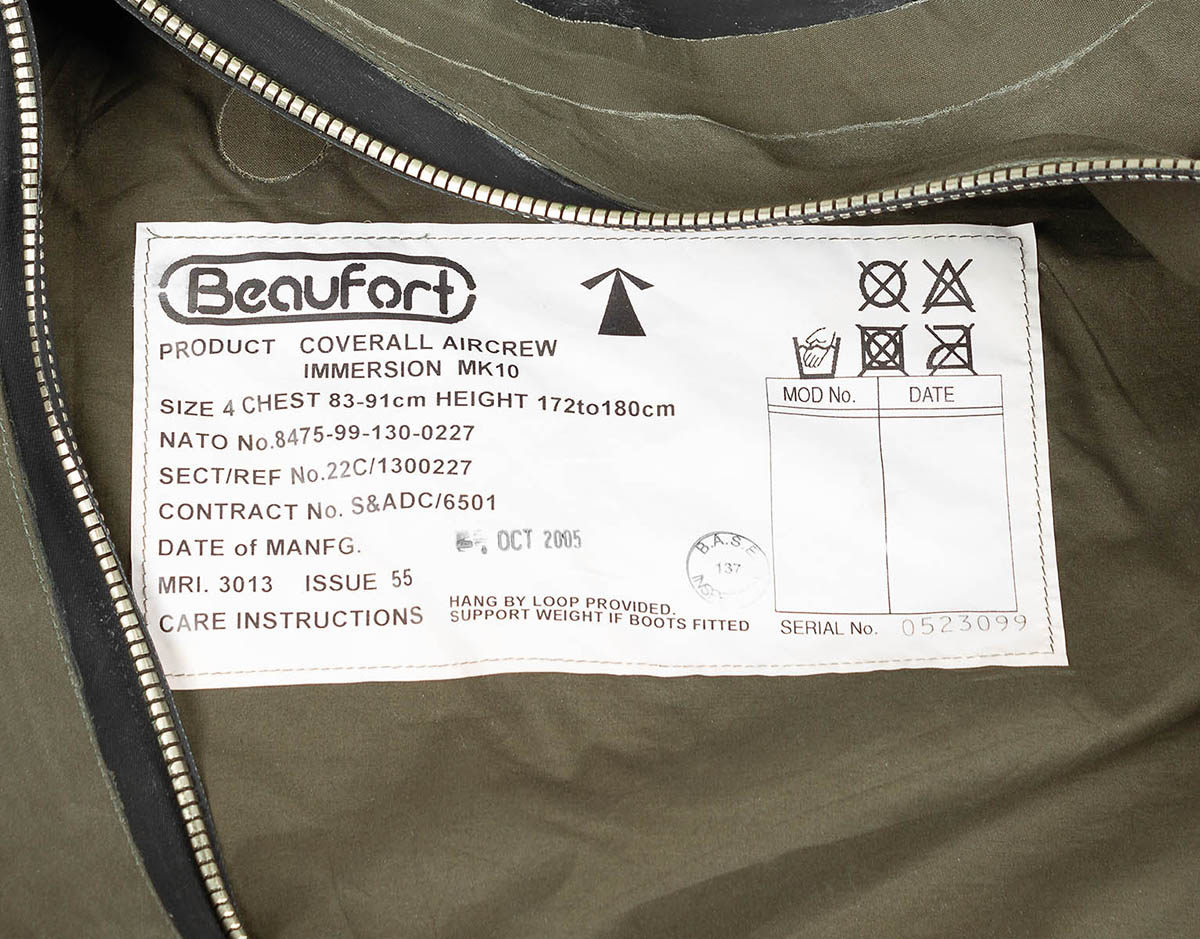 Beaufort
PRODUCT COVERALL AIRCREW
IMMERSION MK10
SIZE 4 CHEST 83-91cm HEIGHT 172to180cm
NATO No.8475-99-130-0227
SECT/REF No.22C/1300227
CONTRACT No. S&ADC/6501
DATE of MANFG. OCT 2005
MRI. 3013 ISSUE 55
CARE INSTRUCTIONS
HANG BY LOOP PROVIDED.
SUPPORT WEIGHT IF BOOTS FITTED
B.A.S.E
137
MOD No. DATE
SERIAL No. 0523099